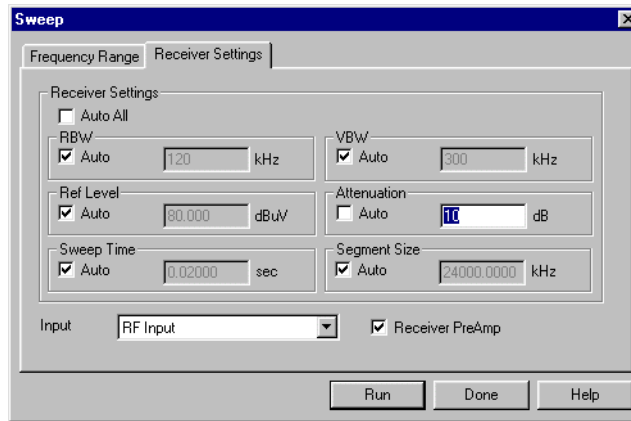 Sweep
Frequency Range Receiver Settings
Receiver Settings
Auto All
RBW
Auto 120 kHz
VBW
Auto 300 kHz
Ref Level
Auto 80.000 dBuV
Attenuation
Auto 10 dB
Sweep Time
Auto 0.02000 sec
Segment Size
Auto 24000.0000 kHz
Input RF Input Receiver PreAmp
Run Done Help